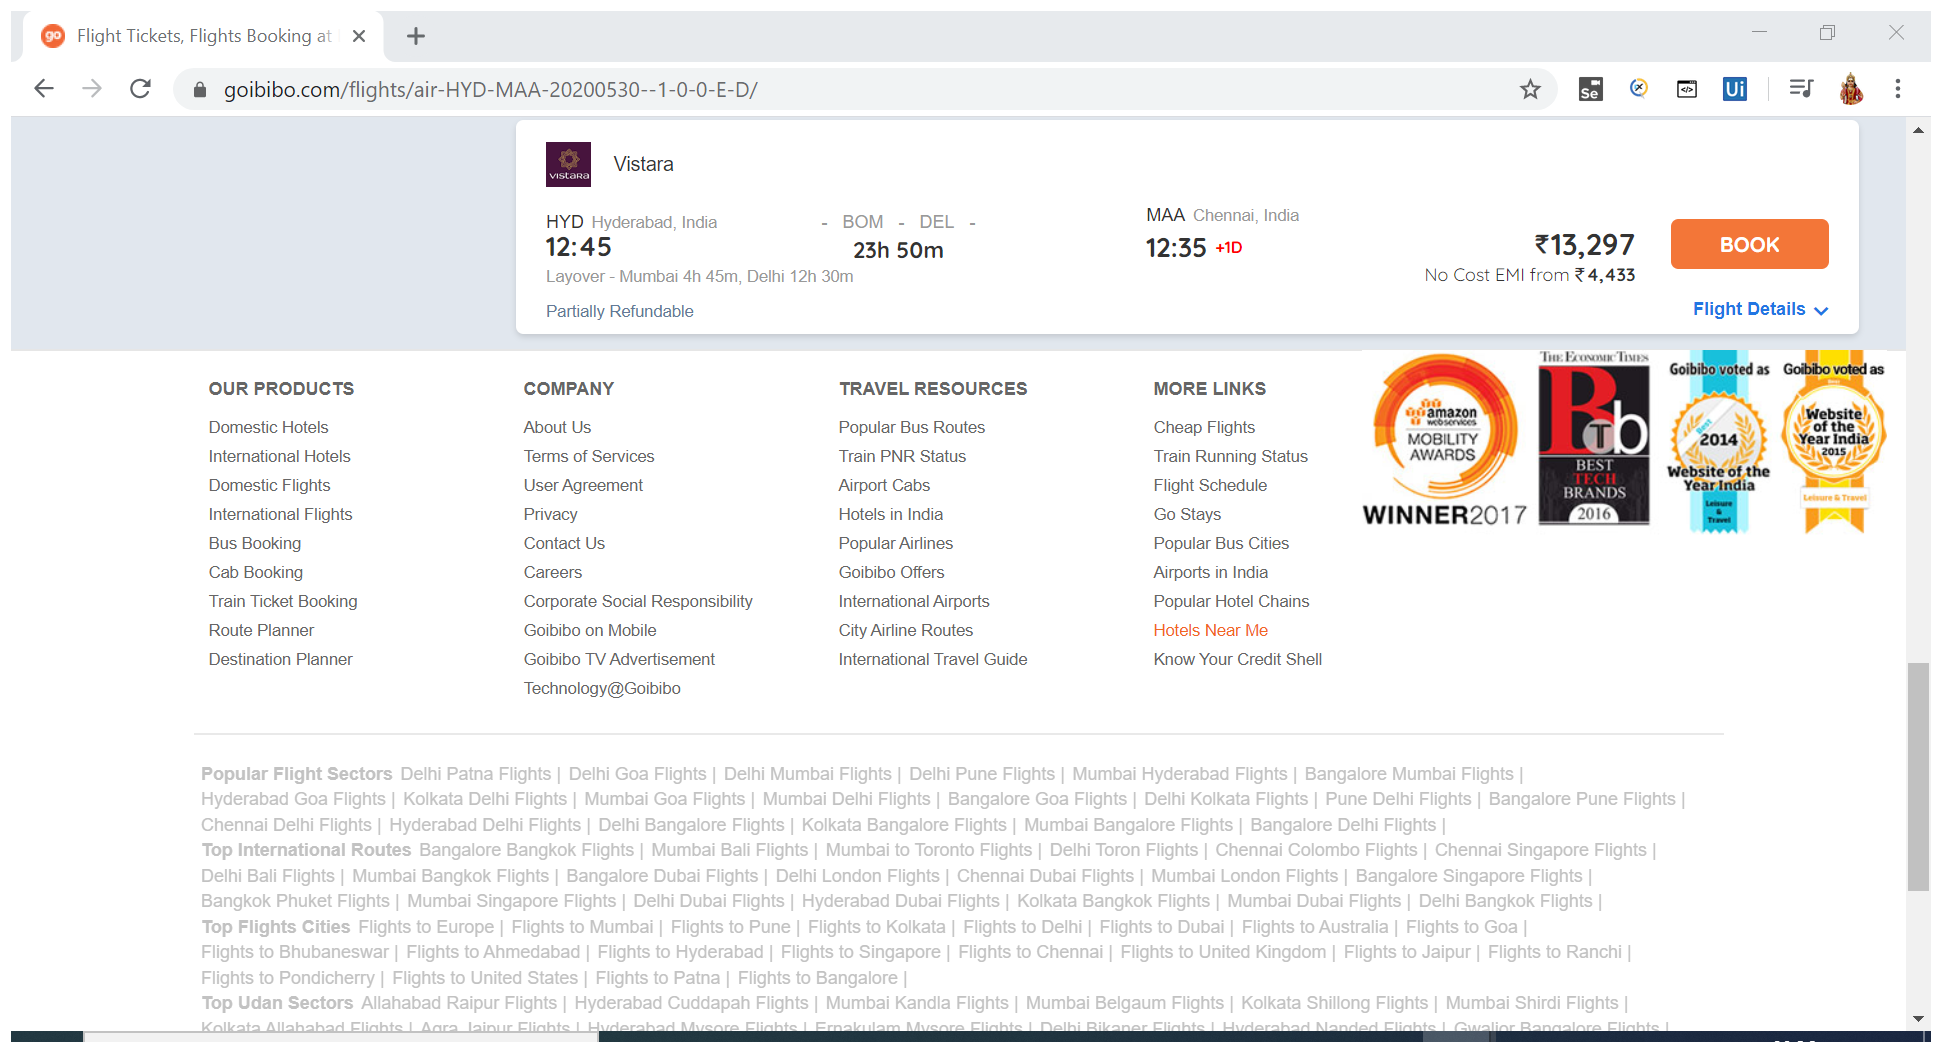 go Flight Tickets, Flights Booking at
goibibo.com/flights/air-HYD-MAA-20200530--1-0-0-E-D/
Se
Ui
VISTARA
Vistara
HYD Hyderabad, India - BOM - DEL - MAA Chennai, India
12:45 23h 50m 12:35 +1D ₹13,297 BOOK
Layover - Mumbai 4h 45m, Delhi 12h 30m No Cost EMI from ₹4,433
Partially Refundable Flight Details
OUR PRODUCTS
Domestic Hotels
International Hotels
Domestic Flights
International Flights
Bus Booking
Cab Booking
Train Ticket Booking
Route Planner
Destination Planner
COMPANY
About Us
Terms of Services
User Agreement
Privacy
Contact Us
Careers
Corporate Social Responsibility
Goibibo on Mobile
Goibibo TV Advertisement
Technology@Goibibo
TRAVEL RESOURCES
Popular Bus Routes
Train PNR Status
Airport Cabs
Hotels in India
Popular Airlines
Goibibo Offers
International Airports
City Airline Routes
International Travel Guide
MORE LINKS
Cheap Flights
Train Running Status
Flight Schedule
Go Stays
Popular Bus Cities
Airports in India
Popular Hotel Chains
Hotels Near Me
Know Your Credit Shell
amazon
webservices
MOBILITY
AWARDS
WINNER2017
THE ECONOMIC TIMES
BTb
BEST
TECH
BRANDS
2016
Goibibo voted as
Best
2014
Website of the
Year India
Leisure
&
Travel
Goibibo voted as
Best
Website
of the
Year India
2015
Leisure & Travel
Popular Flight Sectors Delhi Patna Flights | Delhi Goa Flights | Delhi Mumbai Flights | Delhi Pune Flights | Mumbai Hyderabad Flights | Bangalore Mumbai Flights |
Hyderabad Goa Flights | Kolkata Delhi Flights | Mumbai Goa Flights | Mumbai Delhi Flights | Bangalore Goa Flights | Delhi Kolkata Flights | Pune Delhi Flights | Bangalore Pune Flights |
Chennai Delhi Flights | Hyderabad Delhi Flights | Delhi Bangalore Flights | Kolkata Bangalore Flights | Mumbai Bangalore Flights | Bangalore Delhi Flights |
Top International Routes Bangalore Bangkok Flights | Mumbai Bali Flights | Mumbai to Toronto Flights | Delhi Toron Flights | Chennai Colombo Flights | Chennai Singapore Flights |
Delhi Bali Flights | Mumbai Bangkok Flights | Bangalore Dubai Flights | Delhi London Flights | Chennai Dubai Flights | Mumbai London Flights | Bangalore Singapore Flights |
Bangkok Phuket Flights | Mumbai Singapore Flights | Delhi Dubai Flights | Hyderabad Dubai Flights | Kolkata Bangkok Flights | Mumbai Dubai Flights | Delhi Bangkok Flights |
Top Flights Cities Flights to Europe | Flights to Mumbai | Flights to Pune | Flights to Kolkata | Flights to Delhi | Flights to Dubai | Flights to Australia | Flights to Goa |
Flights to Bhubaneswar | Flights to Ahmedabad | Flights to Hyderabad | Flights to Singapore | Flights to Chennai | Flights to United Kingdom | Flights to Jaipur | Flights to Ranchi |
Flights to Pondicherry | Flights to United States | Flights to Patna | Flights to Bangalore |
Top Udan Sectors Allahabad Raipur Flights | Hyderabad Cuddapah Flights | Mumbai Kandla Flights | Mumbai Belgaum Flights | Kolkata Shillong Flights | Mumbai Shirdi Flights |
Kolkata Allahabad Flights | Agra Jaipur Flights | Hyderabad Mysore Flights | Ernakulam Mysore Flights | Delhi Bikaner Flights | Hyderabad Nanded Flights | Gwalior Bangalore Flights |